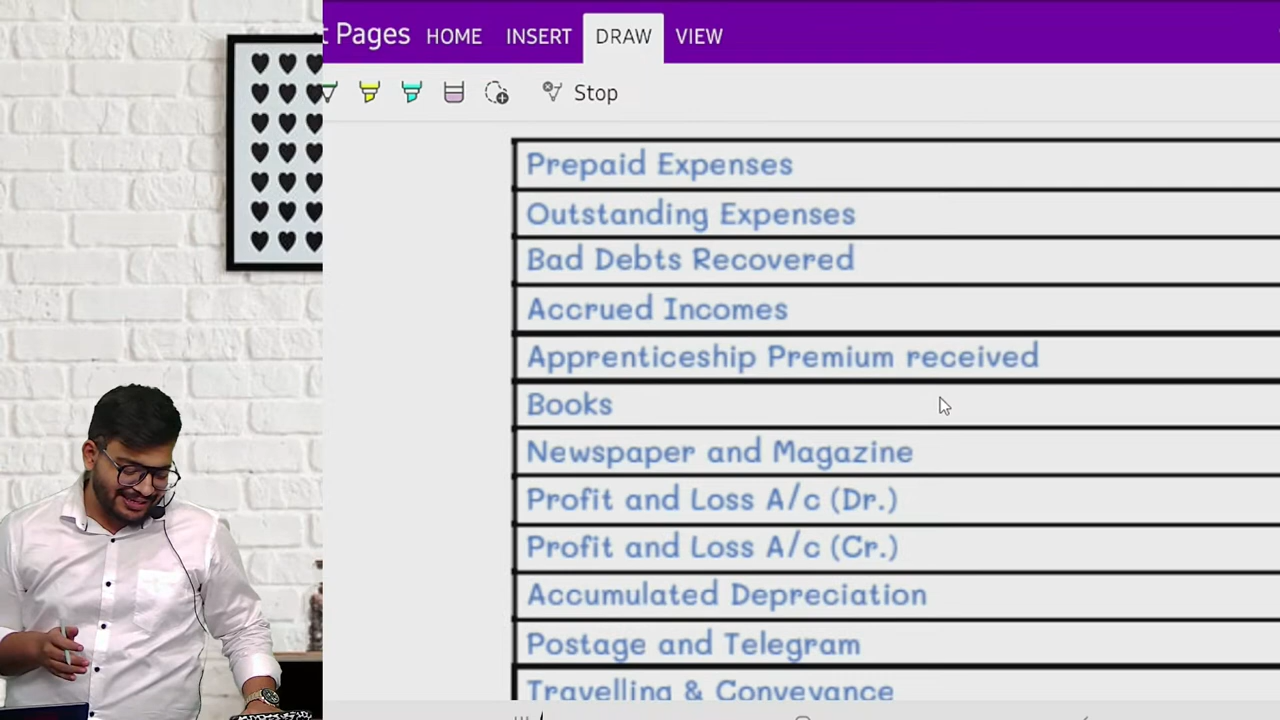 t Pages HOME INSERT DRAW VIEW
Stop
Prepaid Expenses
Outstanding Expenses
Bad Debts Recovered
Accrued Incomes
Apprenticeship Premium received
Books
Newspaper and Magazine
Profit and Loss A/c (Dr.)
Profit and Loss A/c (Cr.)
Accumulated Depreciation
Postage and Telegram
Travelling & Conveyance